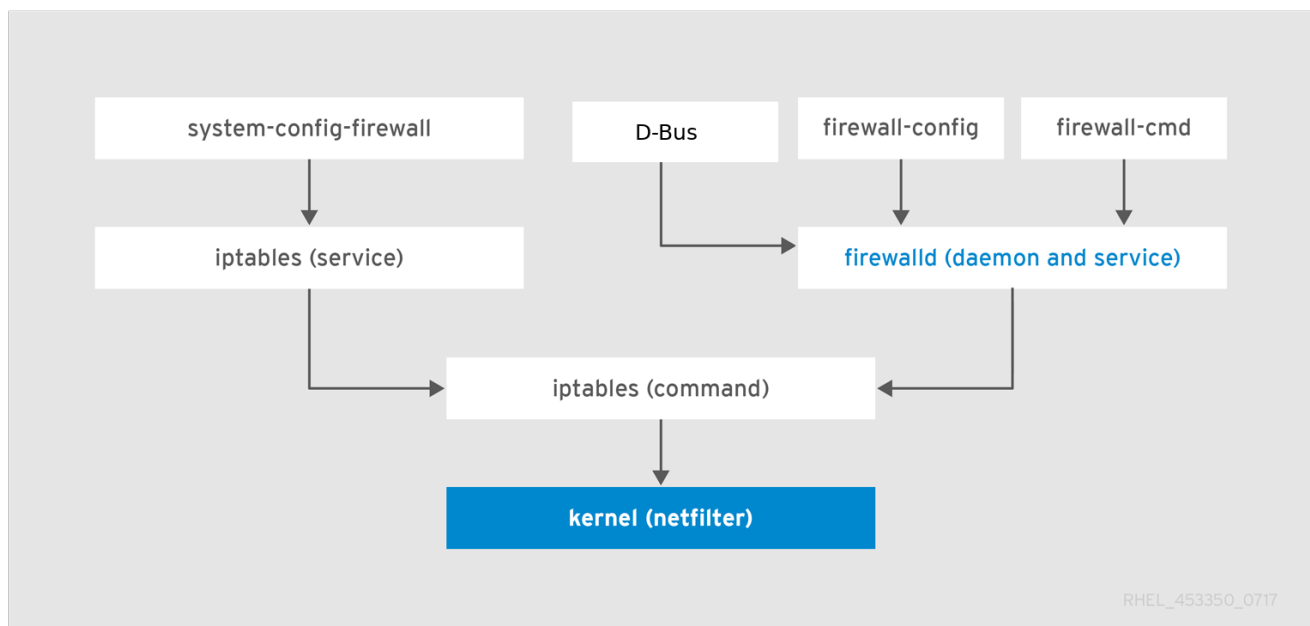 system-config-firewall
D-Bus
firewall-config
firewall-cmd
iptables (service)
firewalld (daemon and service)
iptables (command)
kernel (netfilter)
RHEL_453350_0717